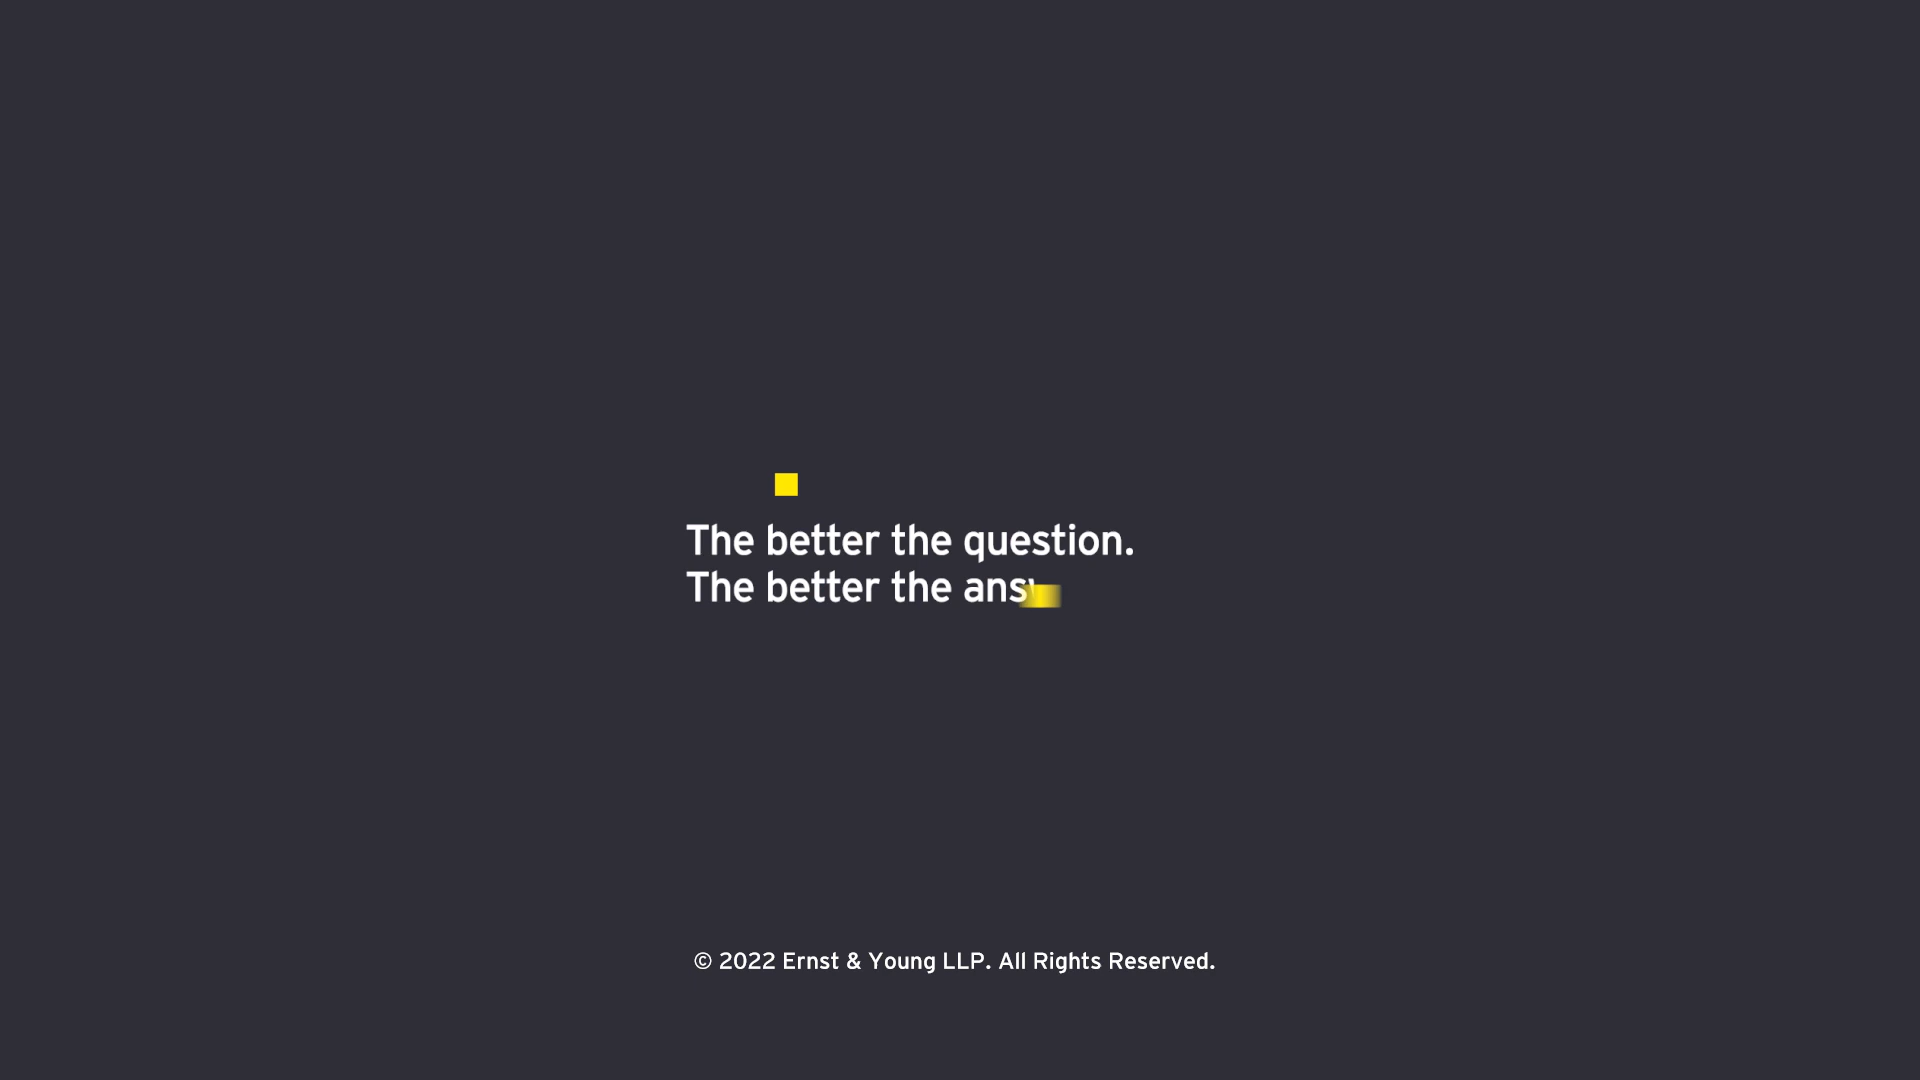 The better the question.
The better the ans
© 2022 Ernst & Young LLP. All Rights Reserved.